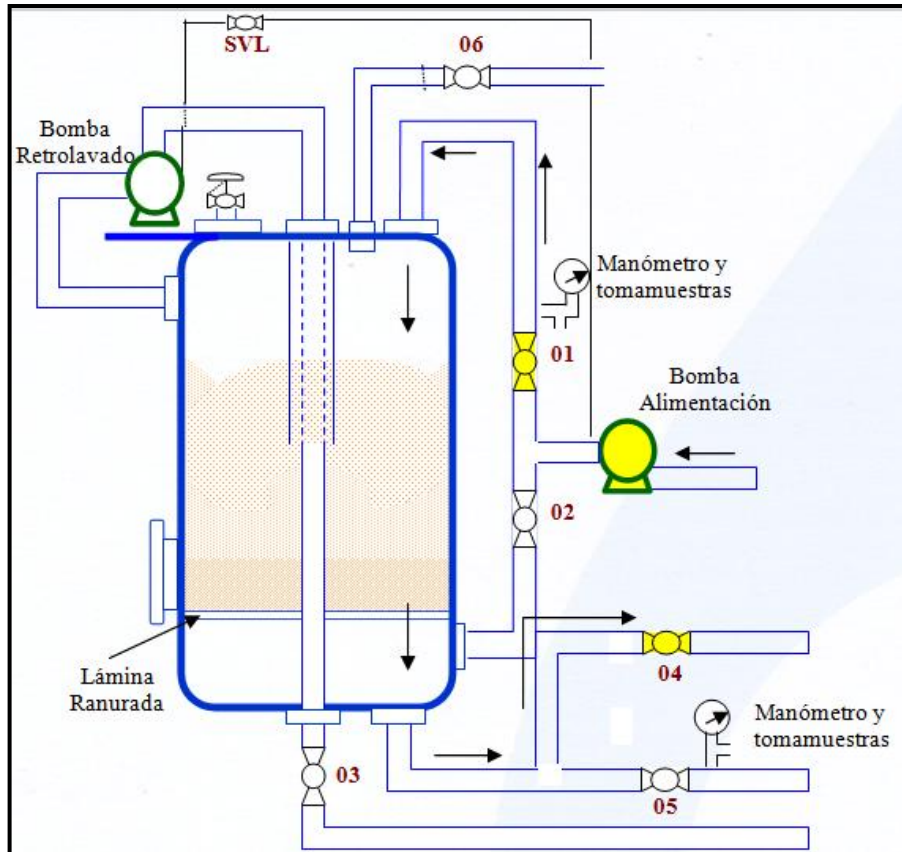 SVL
06
Bomba
Retrolavado
Manómetro y
tomamuestras
01
Bomba
Alimentación
02
Lámina
Ranurada
04
Manómetro y
tomamuestras
03
05